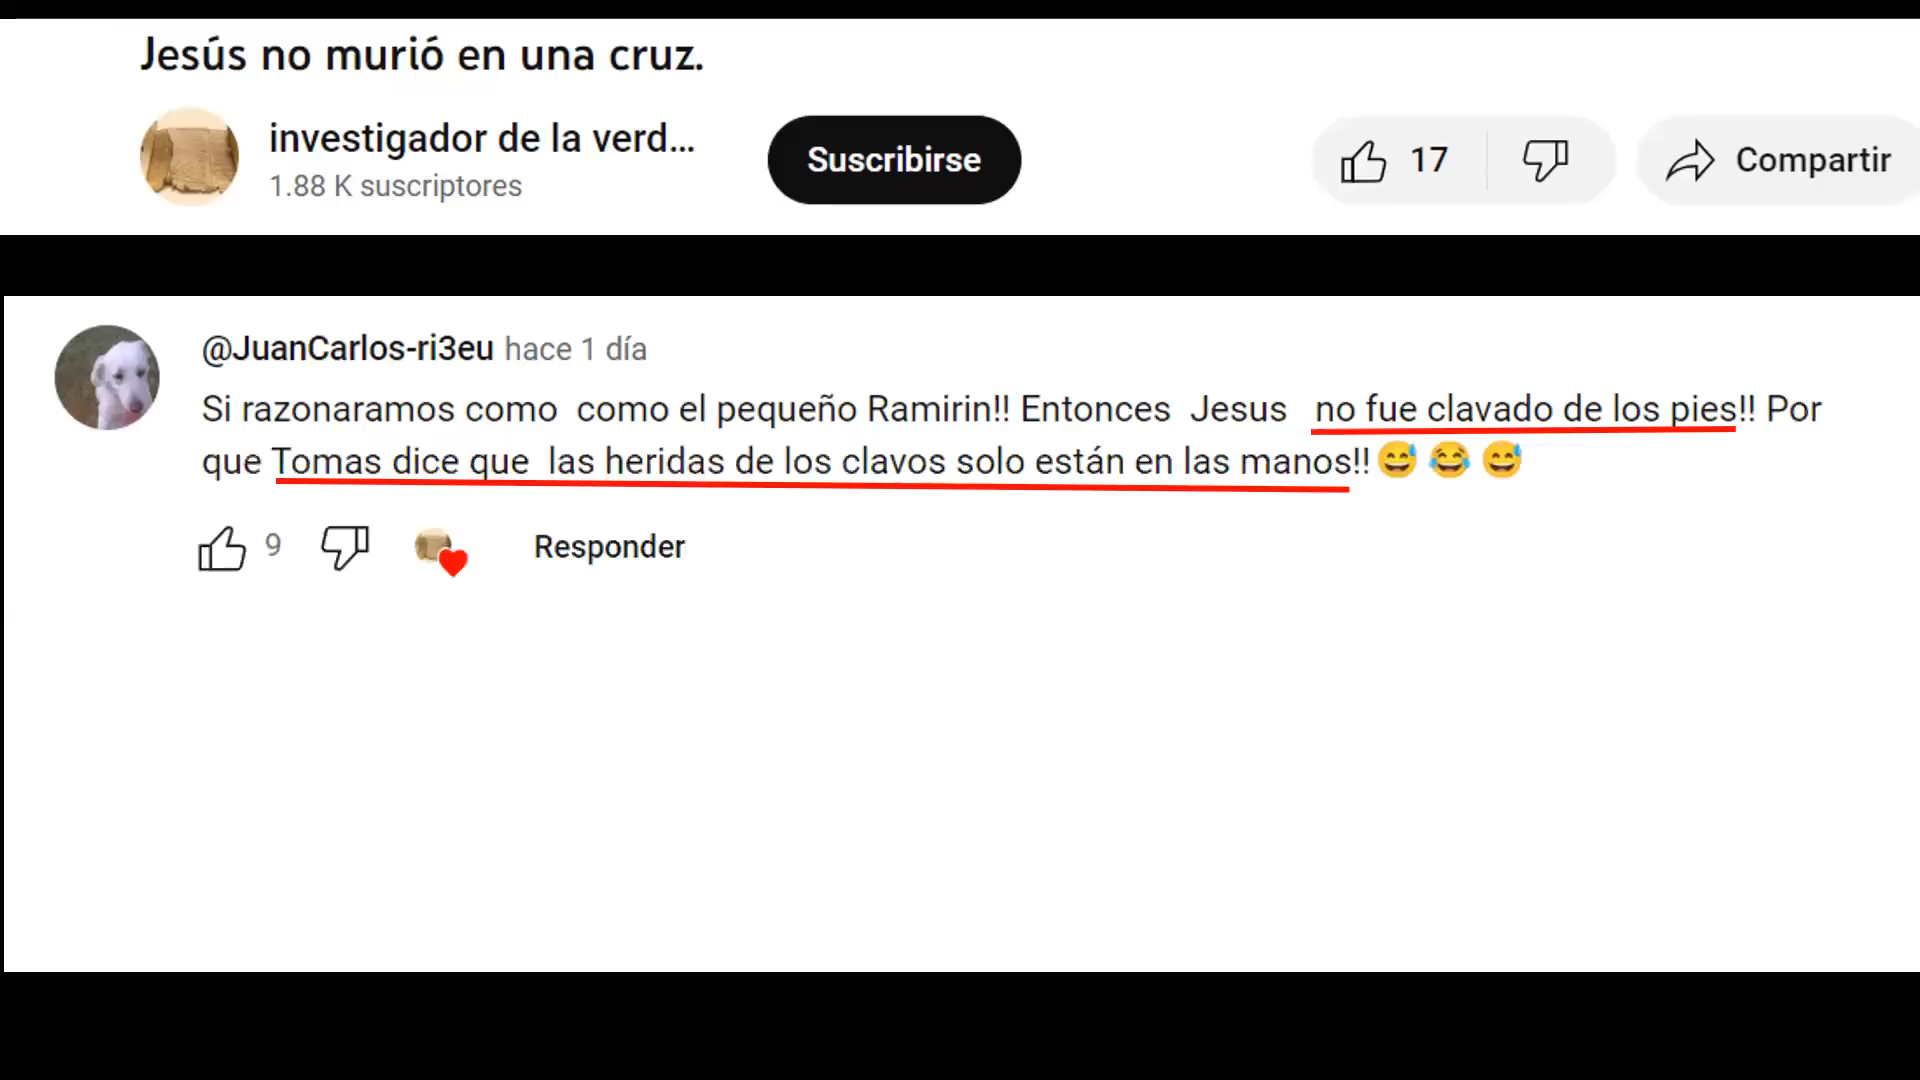 Jesús no murió en una cruz.
investigador de la verd...
Suscribirse
17
Compartir
1.88 K suscriptores
@JuanCarlos-ri3eu hace 1 día
Si razonaramos como como el pequeño Ramirin!! Entonces Jesus no fue clavado de los pies!! Por
que Tomas dice que las heridas de los clavos solo están en las manos!!😅😂😅
9
Responder